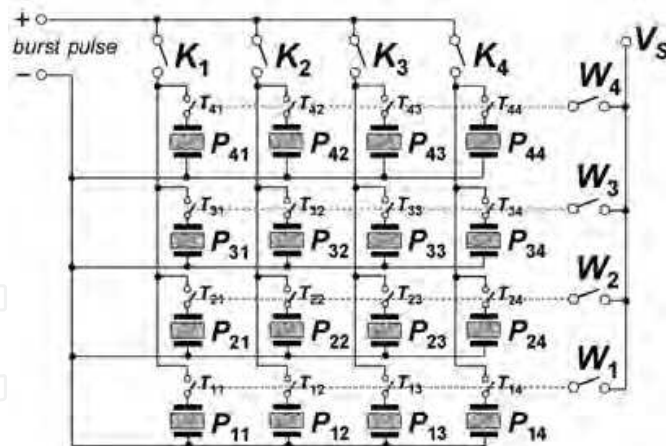 +
burst pulse
−
K1 K2 K3 K4 VS
T41 T42 T43 T44 W4
P41 P42 P43 P44
T31 T32 T33 T34 W3
P31 P32 P33 P34
T21 T22 T23 T24 W2
P21 P22 P23 P24
T11 T12 T13 T14 W1
P11 P12 P13 P14